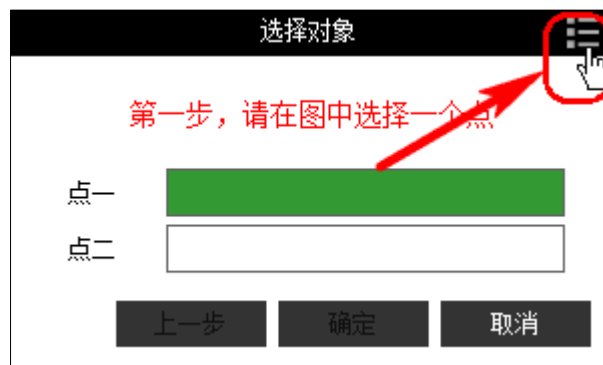 选择对象
第一步，请在图中选择一个点
点一
点二
上一步 确定 取消